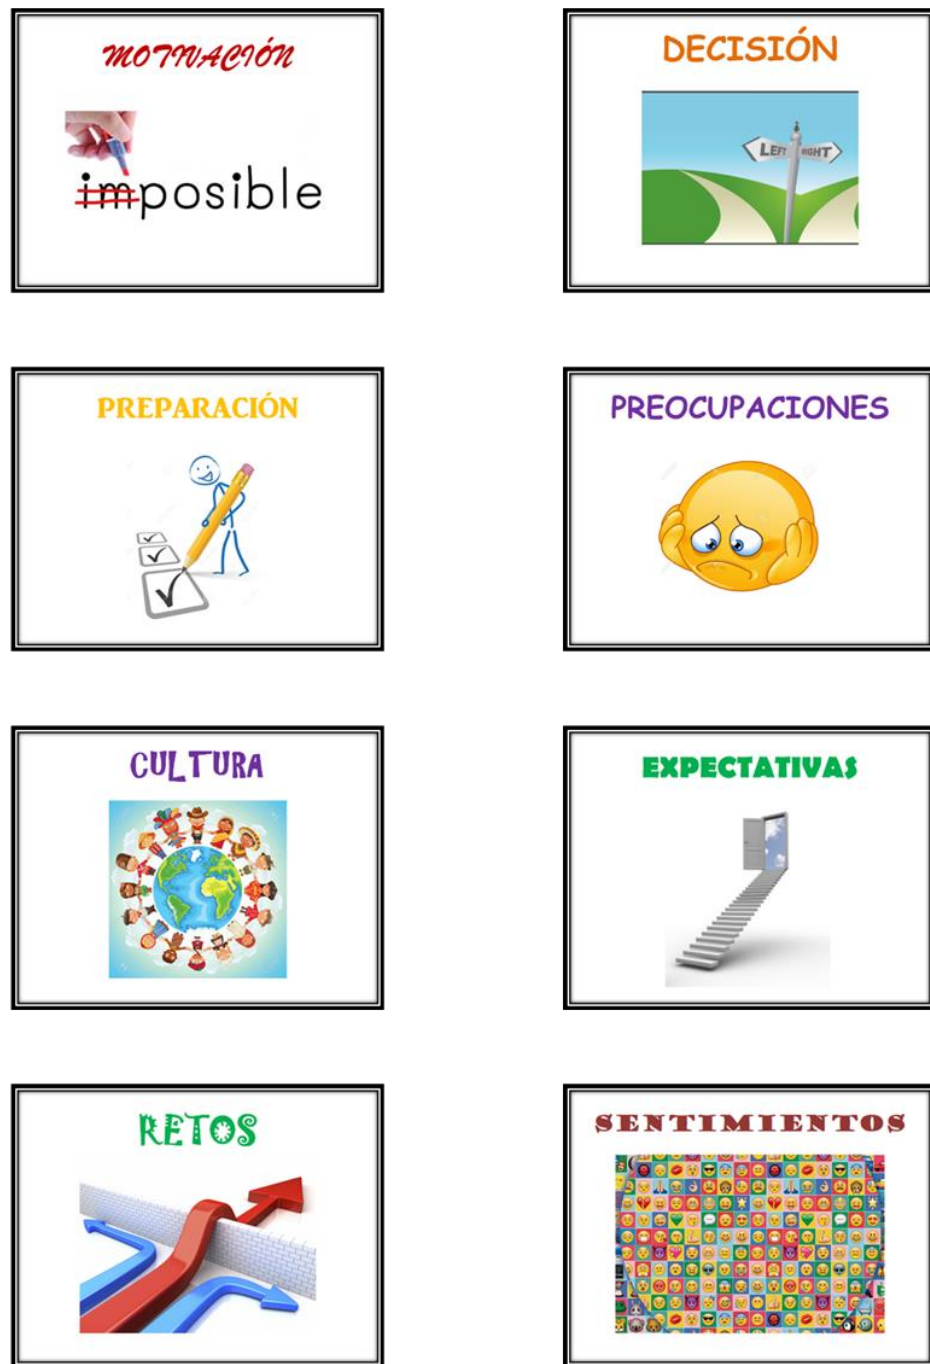 MOTIVACIÓN
imposible
DECISIÓN
LEFT RIGHT
PREPARACIÓN
PREOCUPACIONES
CULTURA
EXPECTATIVAS
RETOS
SENTIMIENTOS